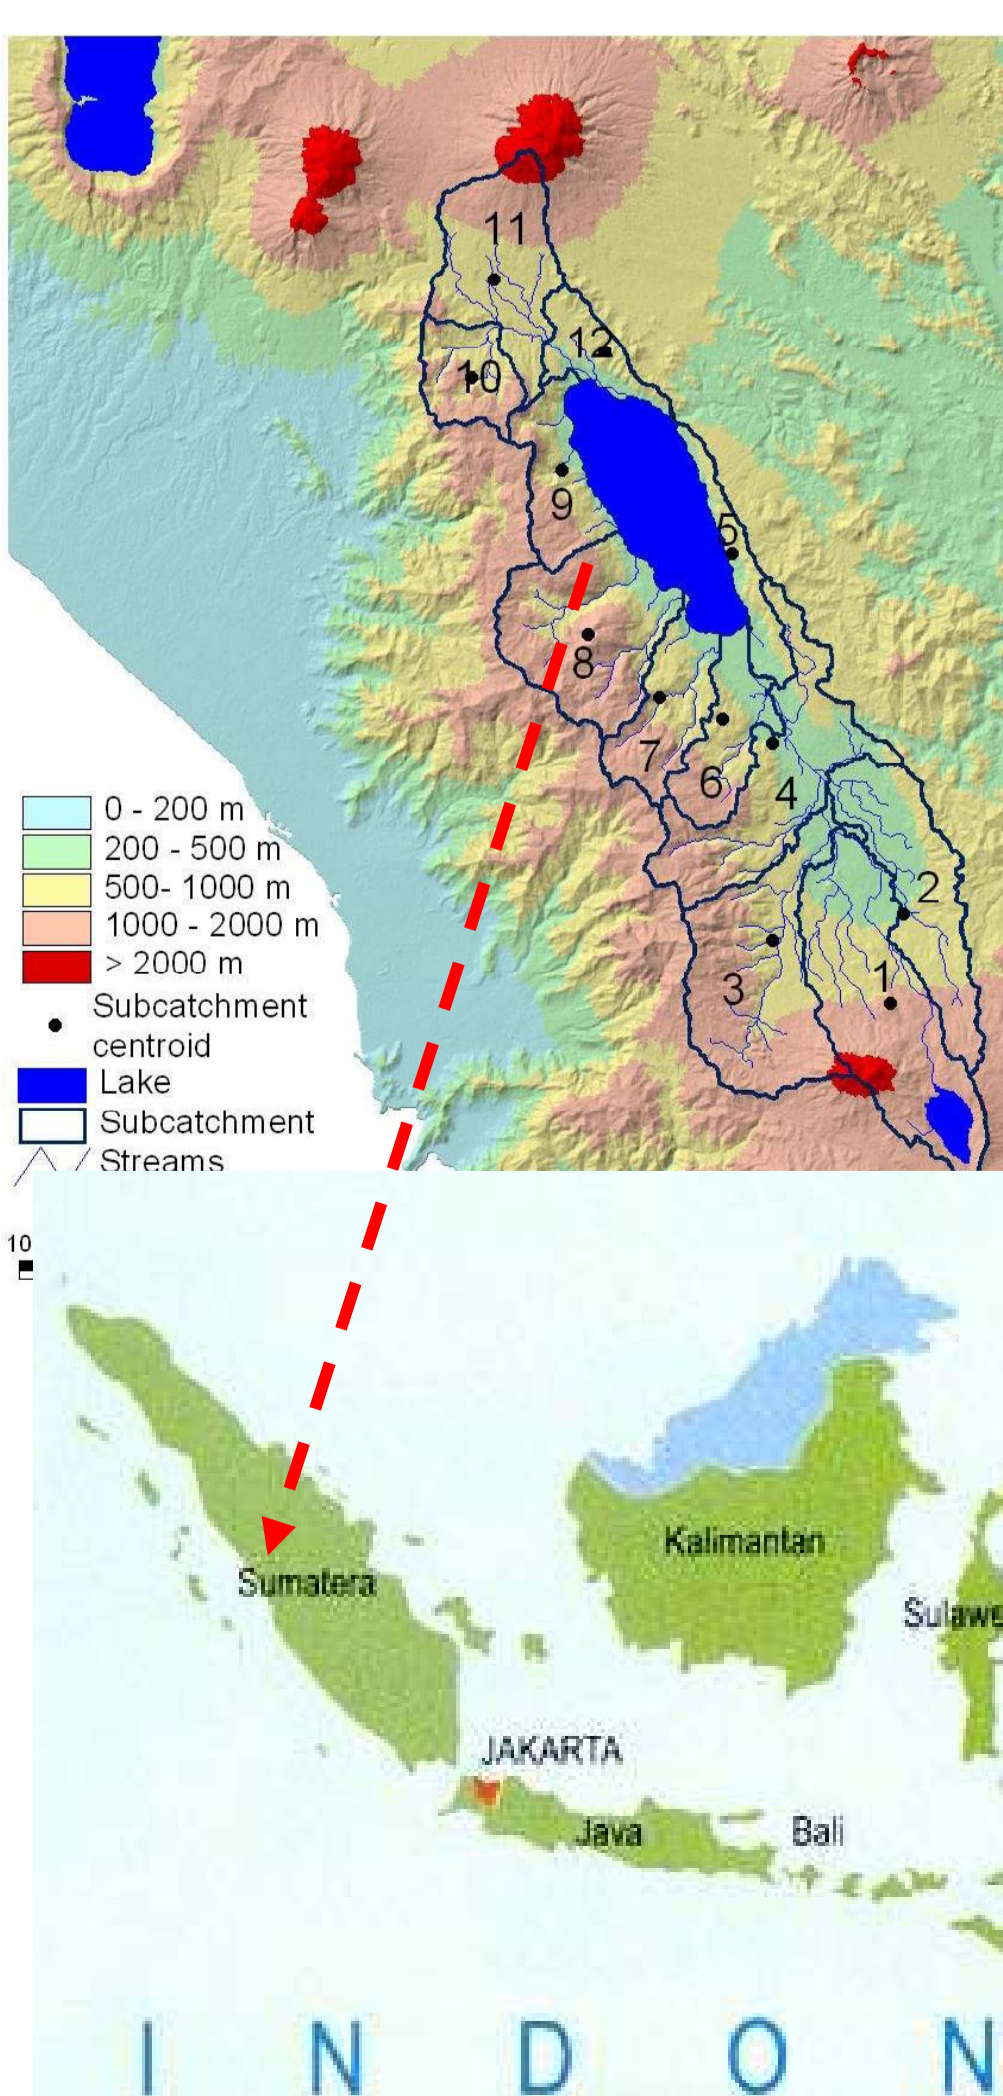 11
12
10
9
5
8
7
6
4
2
3
1
0 - 200 m
200 - 500 m
500- 1000 m
1000 - 2000 m
> 2000 m
Subcatchment
centroid
Lake
Subcatchment
Streams
10
Kalimantan
Sumatera
Sulawe
JAKARTA
Java
Bali
I N D O N